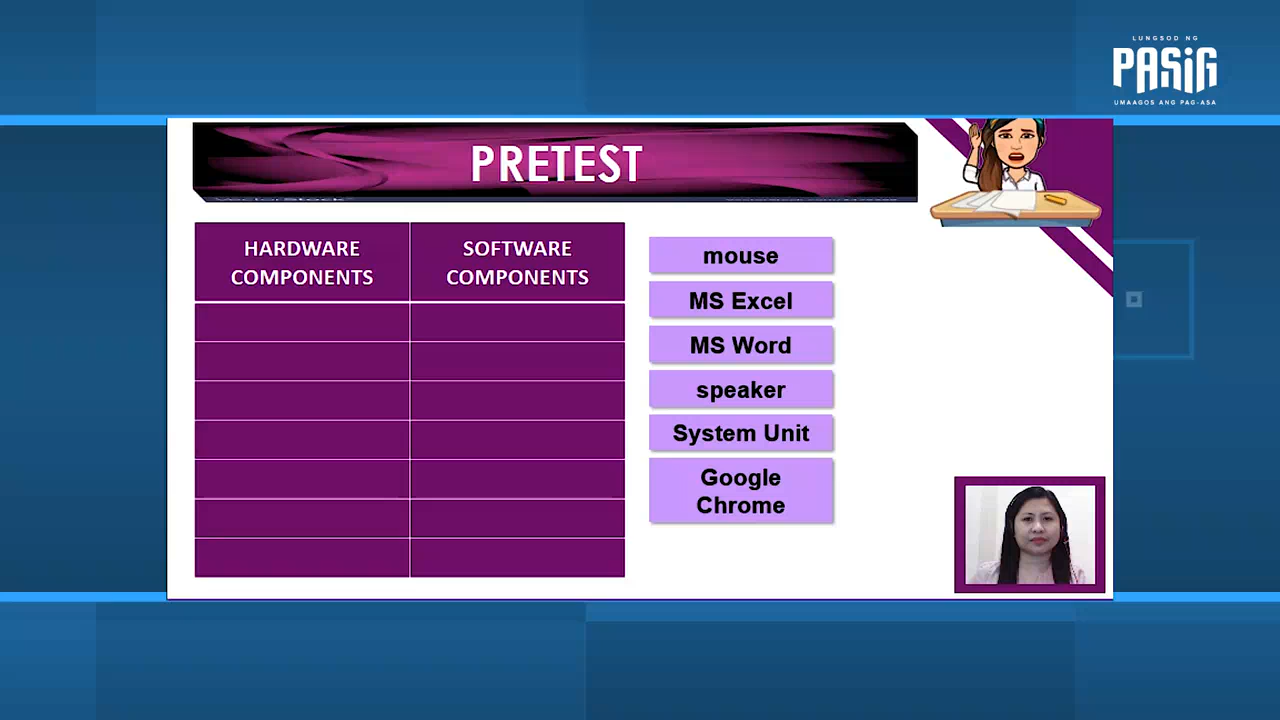 LUNGSOD NG
PASIG
UMAAGOS ANG PAG-ASA
PRETEST
HARDWARE
COMPONENTS
SOFTWARE
COMPONENTS
mouse
MS Excel
MS Word
speaker
System Unit
Google
Chrome